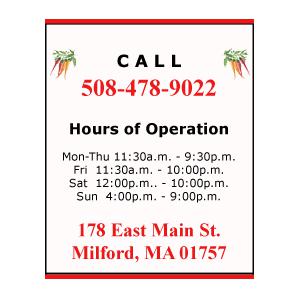 CALL
508-478-9022
Hours of Operation
Mon-Thu 11:30a.m. - 9:30p.m.
Fri 11:30a.m. - 10:00p.m.
Sat 12:00p.m.. - 10:00p.m.
Sun 4:00p.m. - 9:00p.m.
178 East Main St.
Milford, MA 01757